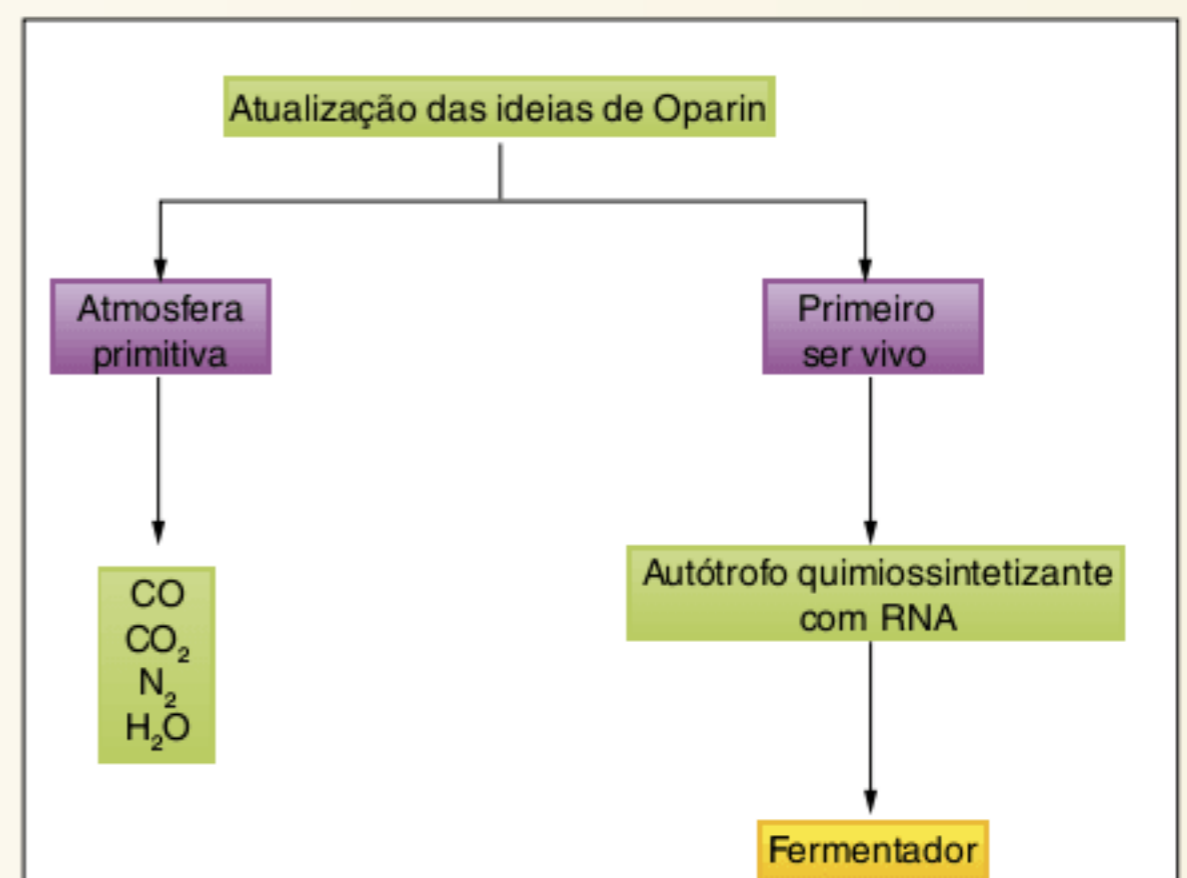 Atualização das ideias de Oparin
Atmosfera
primitiva
Primeiro
ser vivo
CO
CO₂
N₂
H₂O
Autótrofo quimiossintetizante
com RNA
Fermentador